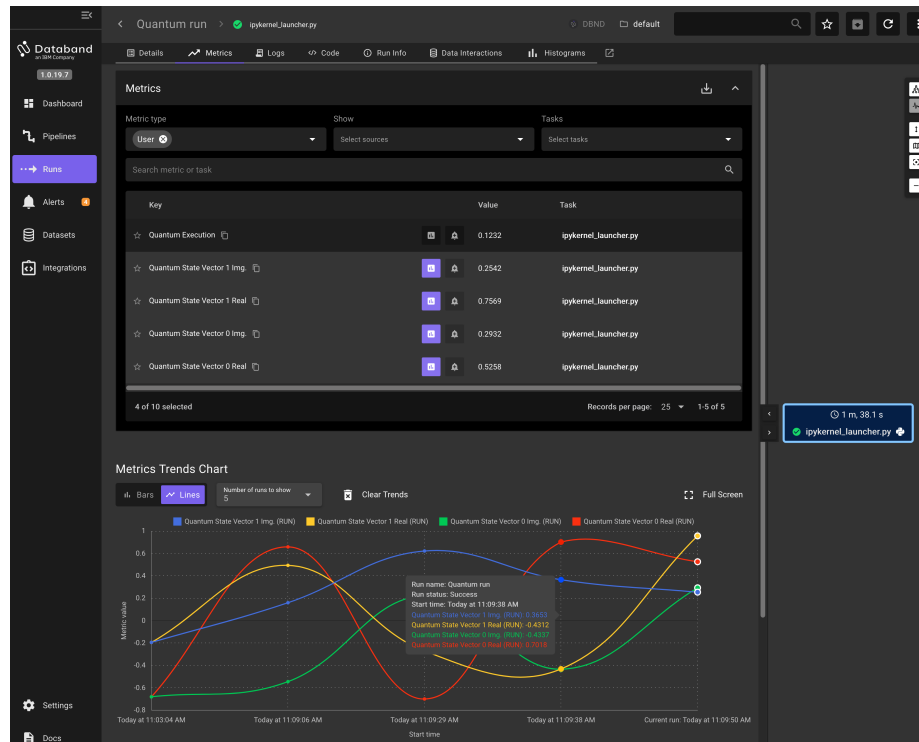 Quantum run
ipykernel_launcher.py
DBND
default
Databand
an IBM Company
1.0.19.7
Dashboard
Pipelines
Runs
Alerts
4
Datasets
Integrations
Settings
Docs
Details
Metrics
Logs
Code
Run Info
Data Interactions
Histograms
Metrics
Metric type
Show
Tasks
User
Select sources
Select tasks
Search metric or task
Key Value Task
Quantum Execution 0.1232 ipykernel_launcher.py
Quantum State Vector 1 Img. 0.2542 ipykernel_launcher.py
Quantum State Vector 1 Real 0.7569 ipykernel_launcher.py
Quantum State Vector 0 Img. 0.2932 ipykernel_launcher.py
Quantum State Vector 0 Real 0.5258 ipykernel_launcher.py
4 of 10 selected
Records per page: 25 1-5 of 5
1 m, 38.1 s
ipykernel_launcher.py
Metrics Trends Chart
Bars
Lines
Number of runs to show
5
Clear Trends
Full Screen
Quantum State Vector 1 Img. (RUN)
Quantum State Vector 1 Real (RUN)
Quantum State Vector 0 Img. (RUN)
Quantum State Vector 0 Real (RUN)
Metric value
1
0.6
0.4
0.2
0
-0.2
-0.4
-0.6
-0.8
Run name: Quantum run
Run status: Success
Start time: Today at 11:09:38 AM
Quantum State Vector 1 Img. (RUN): 0.3653
Quantum State Vector 1 Real (RUN): -0.4312
Quantum State Vector 0 Img. (RUN): -0.4337
Quantum State Vector 0 Real (RUN): 0.7018
Today at 11:03:04 AM
Today at 11:09:06 AM
Today at 11:09:29 AM
Today at 11:09:38 AM
Current run: Today at 11:09:50 AM
Start time